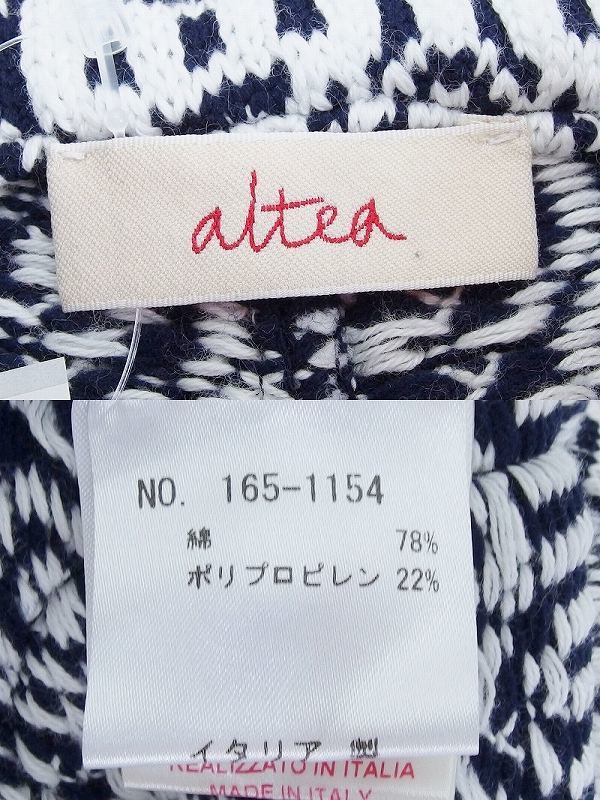 altea
NO. 165-1154
綿 78%
ポリプロピレン 22%
イタリア 製
REALIZZATO IN ITALIA
MADE IN ITALY